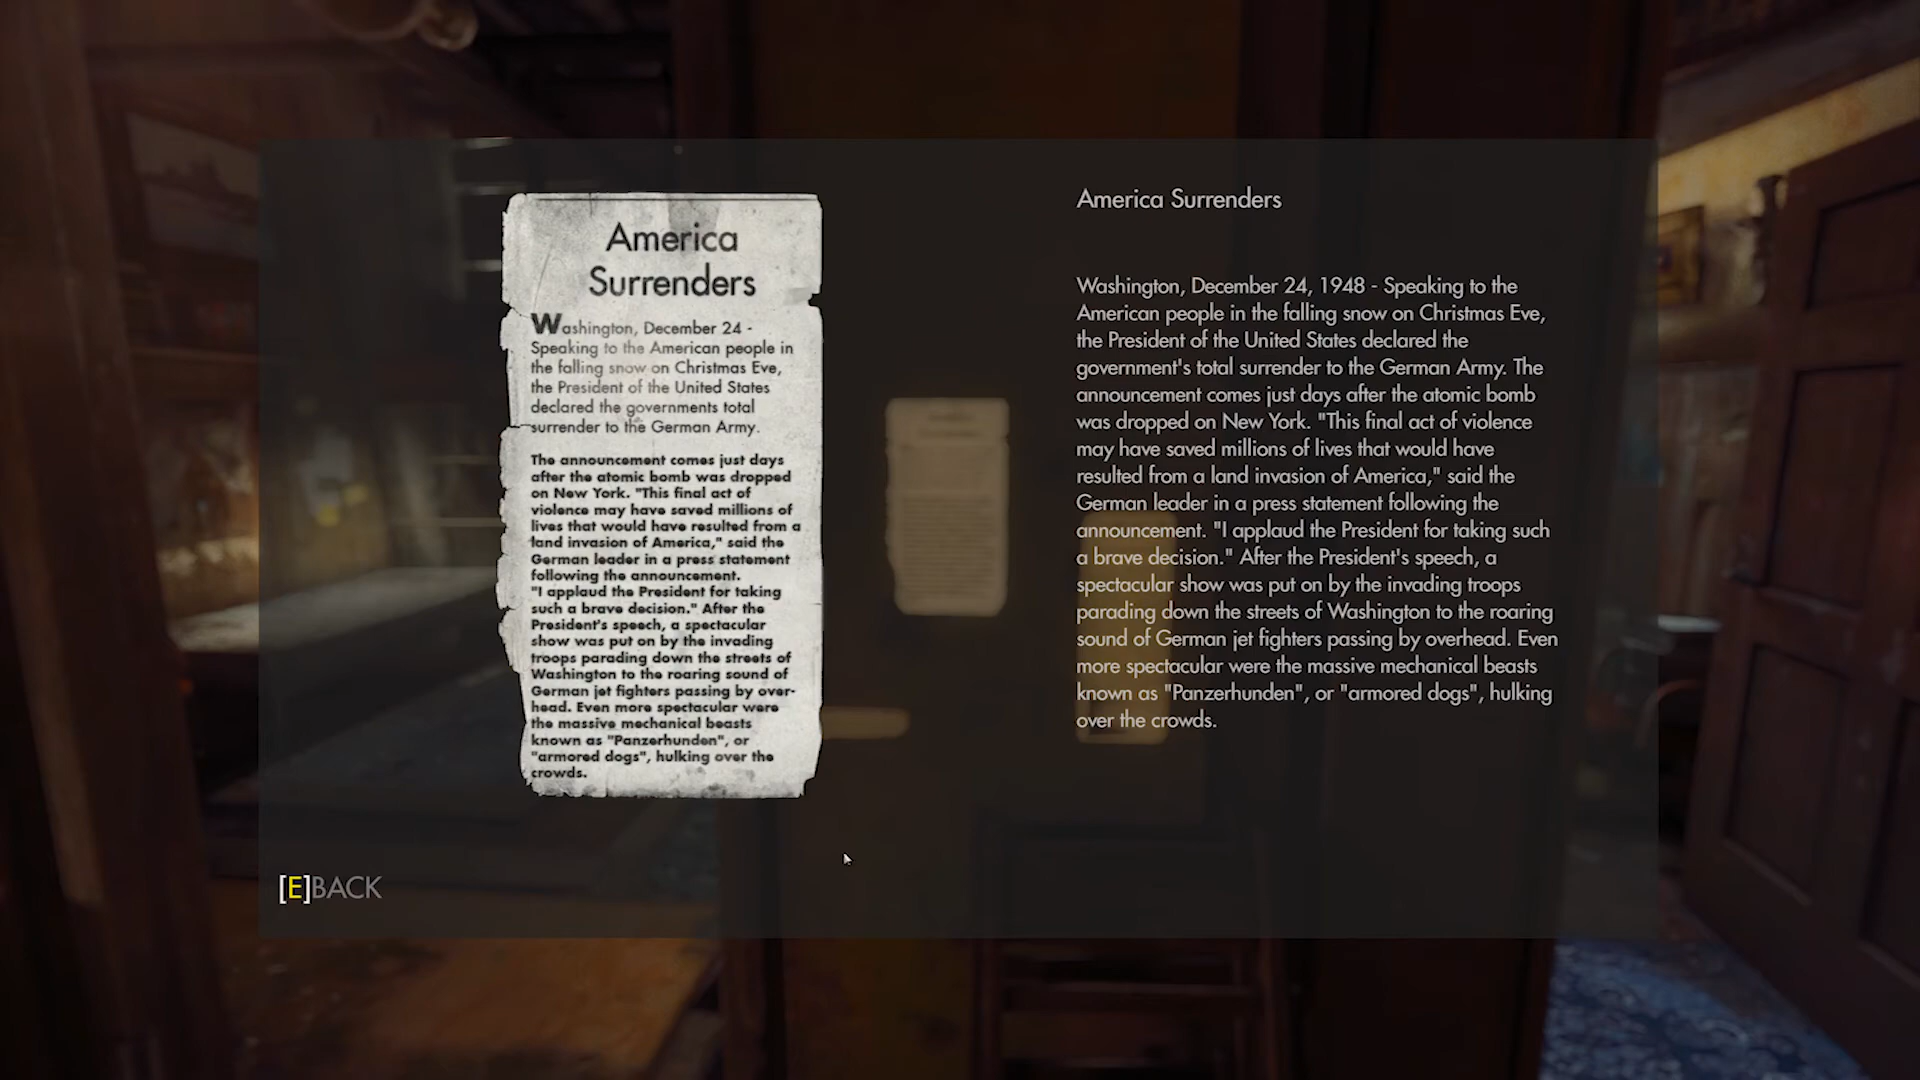 America
Surrenders
Washington, December 24 -
Speaking to the American people in
the falling snow on Christmas Eve,
the President of the United States
declared the governments total
surrender to the German Army.
The announcement comes just days
after the atomic bomb was dropped
on New York. "This final act of
violence may have saved millions of
lives that would have resulted from a
land invasion of America," said the
German leader in a press statement
following the announcement.
"I applaud the President for taking
such a brave decision." After the
President's speech, a spectacular
show was put on by the invading
troops parading down the streets of
Washington to the roaring sound of
German jet fighters passing by over-
head. Even more spectacular were
the massive mechanical beasts
known as "Panzerhunden", or
"armored dogs", hulking over the
crowds.
America Surrenders
Washington, December 24, 1948 - Speaking to the
American people in the falling snow on Christmas Eve,
the President of the United States declared the
government's total surrender to the German Army. The
announcement comes just days after the atomic bomb
was dropped on New York. "This final act of violence
may have saved millions of lives that would have
resulted from a land invasion of America," said the
German leader in a press statement following the
announcement. "I applaud the President for taking such
a brave decision." After the President's speech, a
spectacular show was put on by the invading troops
parading down the streets of Washington to the roaring
sound of German jet fighters passing by overhead. Even
more spectacular were the massive mechanical beasts
known as "Panzerhunden", or "armored dogs", hulking
over the crowds.
[E]BACK